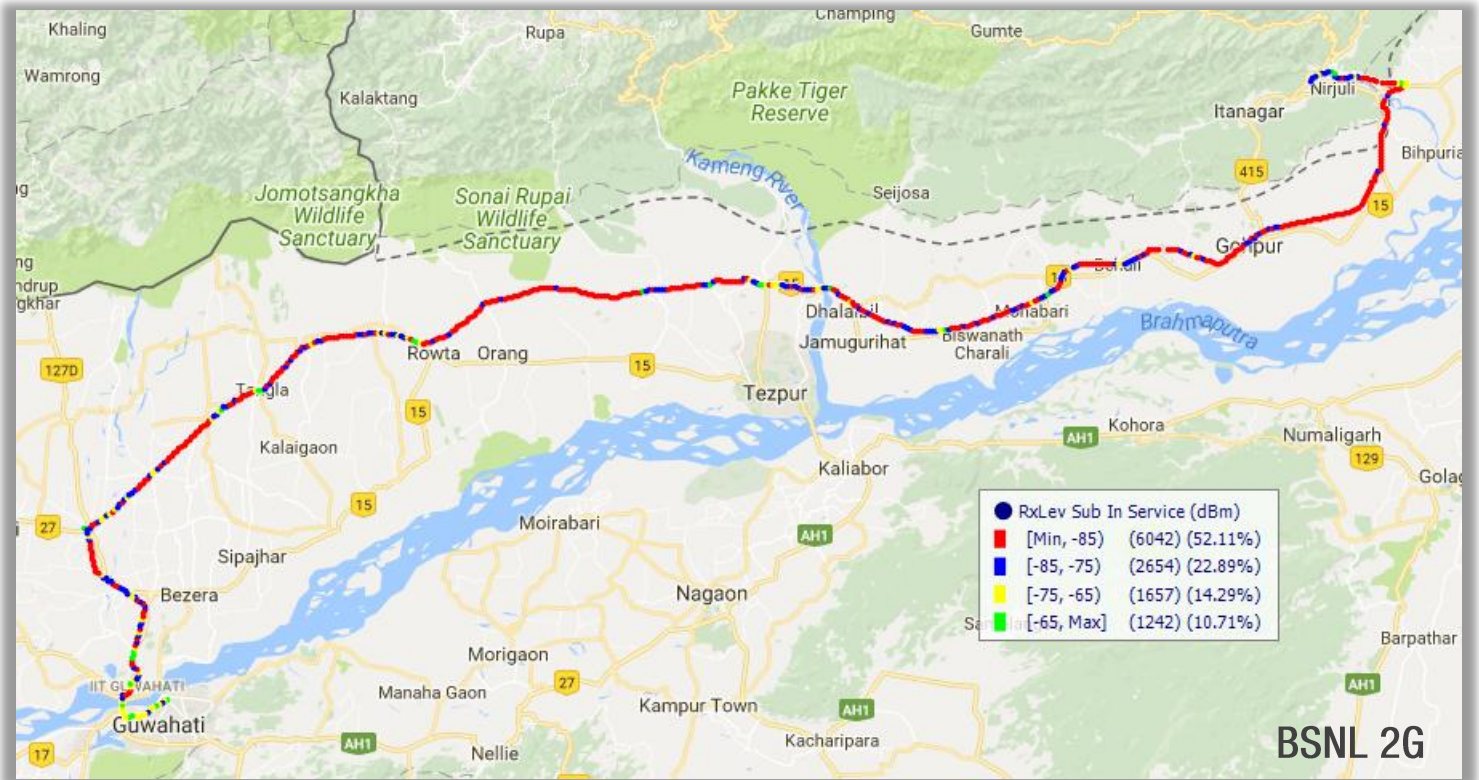 Khaling
Rupa
Champing
Gumte
Wamrong
Kalaktang
Pakke Tiger
Reserve
Nirjuli
Itanagar
Bihpuria
Kameng River
415
Jomotsangkha
Wildlife
Sanctuary
Sonai Rupai
Wildlife
Sanctuary
Seijosa
15
Gohpur
ng
ndrup
gkhar
Dhalaibil
Brahmaputra
Jamugurihat
Biswanath
Charali
Rowta
Orang
127D
15
Tezpur
Tangla
15
Kohora
AH1
Numaligarh
129
Kalaigaon
Kaliabor
Golag
15
27
Moirabari
AH1
Sipajhar
Bezera
Nagaon
RxLev Sub In Service (dBm)
[Min, -85) (6042) (52.11%)
[-85, -75) (2654) (22.89%)
[-75, -65) (1657) (14.29%)
[-65, Max] (1242) (10.71%)
Barpathar
Morigaon
IIT GUWAHATI
Manaha Gaon
27
Kampur Town
AH1
AH1
Guwahati
17
AH1
Nellie
Kacharipara
BSNL 2G